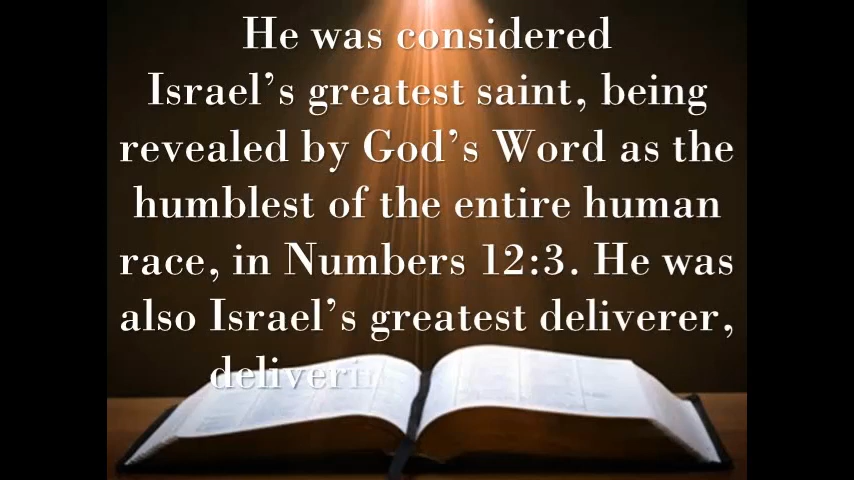 He was considered
Israel’s greatest saint, being
revealed by God’s Word as the
humblest of the entire human
race, in Numbers 12:3. He was
also Israel’s greatest deliverer,